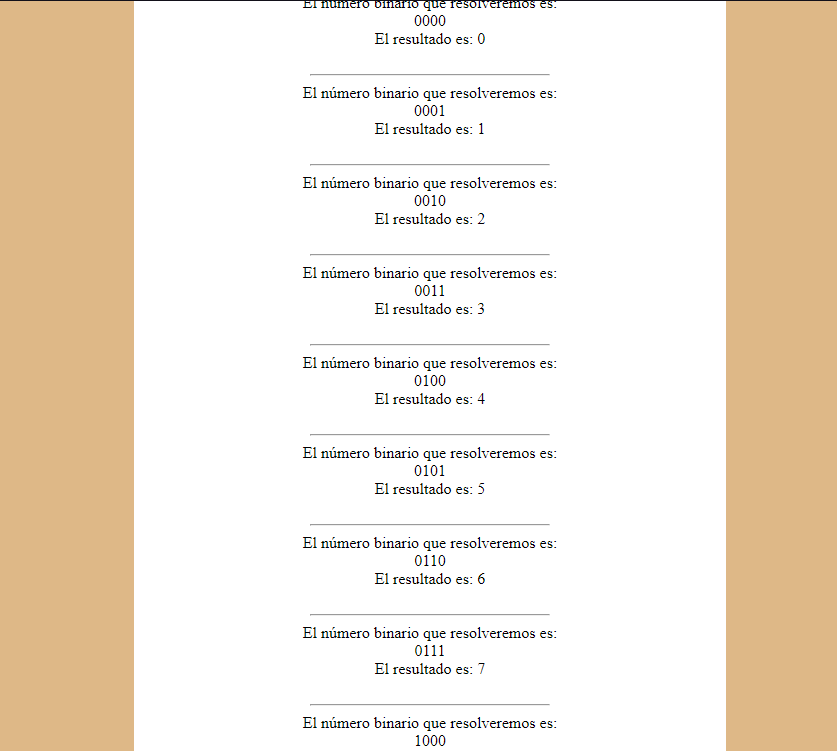 El número binario que resolveremos es:
0000
El resultado es: 0
El número binario que resolveremos es:
0001
El resultado es: 1
El número binario que resolveremos es:
0010
El resultado es: 2
El número binario que resolveremos es:
0011
El resultado es: 3
El número binario que resolveremos es:
0100
El resultado es: 4
El número binario que resolveremos es:
0101
El resultado es: 5
El número binario que resolveremos es:
0110
El resultado es: 6
El número binario que resolveremos es:
0111
El resultado es: 7
El número binario que resolveremos es:
1000